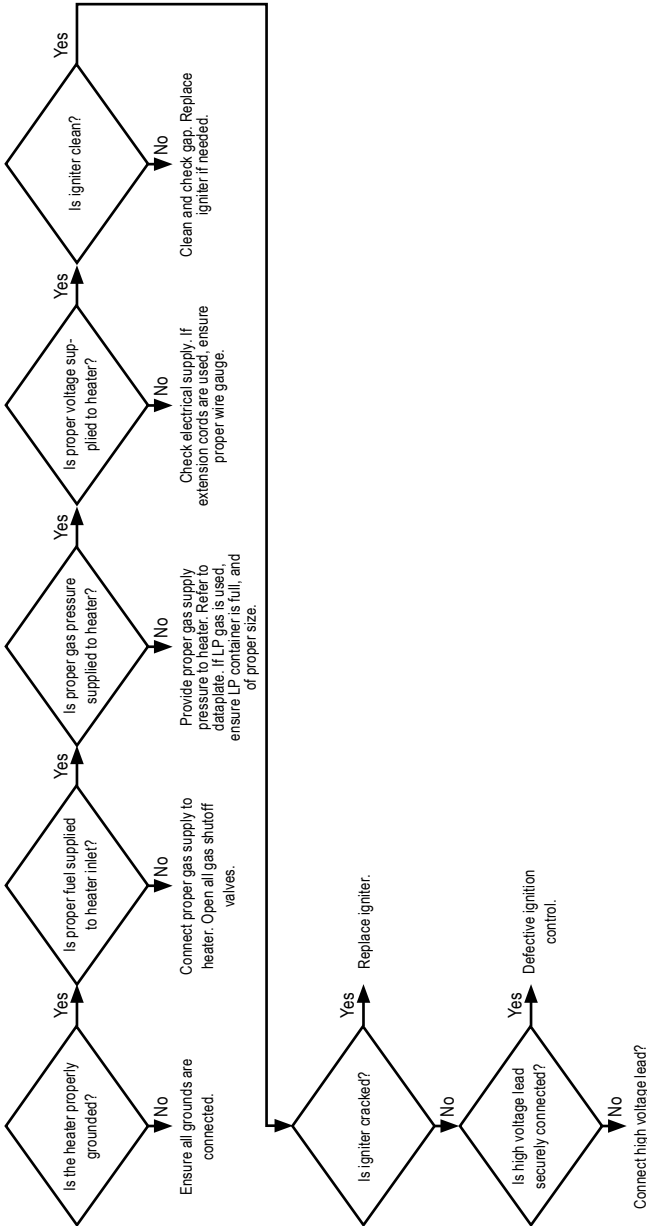 Is the heater properly
grounded?
Yes
No
Ensure all grounds are
connected.
Is proper fuel supplied
to heater inlet?
Yes
No
Connect proper gas supply to
heater. Open all gas shutoff
valves.
Is proper gas pressure
supplied to heater?
Yes
No
Provide proper gas supply
pressure to heater. Refer to
dataplate. If LP gas is used,
ensure LP container is full, and
of proper size.
Is proper voltage sup-
plied to heater?
Yes
No
Check electrical supply. If
extension cords are used, ensure
proper wire gauge.
Is igniter clean?
Yes
No
Clean and check gap. Replace
igniter if needed.
Is igniter cracked?
Yes
Replace igniter.
No
Is high voltage lead
securely connected?
Yes
Defective ignition
control.
No
Connect high voltage lead?